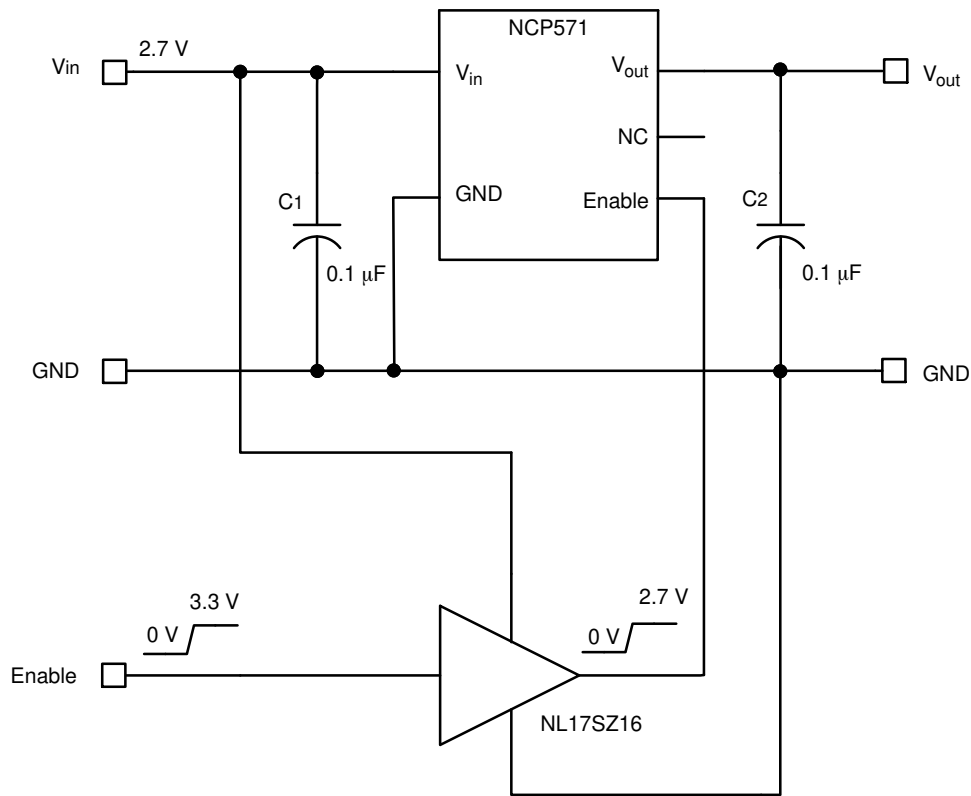 NCP571
2.7 V
Vin
Vin
Vout
Vout
NC
C1
GND
Enable
C2
0.1 μF
0.1 μF
GND
GND
3.3 V
0 V
2.7 V
0 V
Enable
NL17SZ16